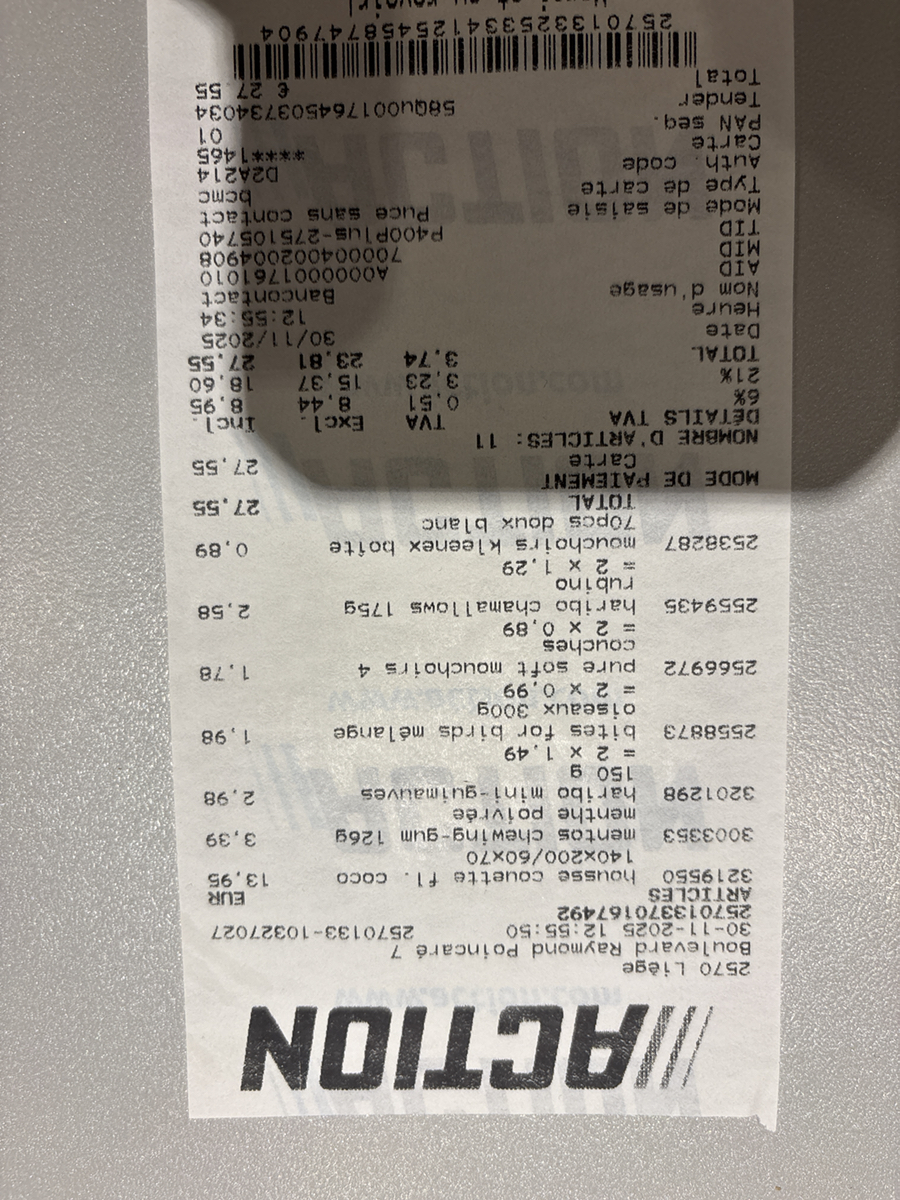 ACTION
2570 Liège
Boulevard Raymond Poincaré 7
30-11-2025 12:55:50 2570133-10327027
257013370167492
ARTICLES EUR
3219550 housse couette fl. coco 13,95
140x200/60x70
3003353 mentos chewing-gum 126g 3,39
menthe poivrée
3201298 haribo mini-guimauves 2,98
150 g
= 2 x 1,49
2558873 bites for birds mélange 1,98
oiseaux 300g
= 2 x 0,99
2566972 pure soft mouchoirs 4 1,78
couches
= 2 x 0,89
2559435 haribo chamallows 175g 2,58
rubino
= 2 x 1,29
2538287 mouchoirs kleenex boîte 0,89
70pcs doux blanc
TOTAL 27,55
MODE DE PAIEMENT
Carte 27,55
NOMBRE D'ARTICLES: 11
DETAILS TVA TVA Excl. Incl.
6% 0,51 8,44 8,95
21% 3,23 15,37 18,60
TOTAL 3,74 23,81 27,55
Date 30/11/2025
Heure 12:55:34
Nom d'usage Bancontact
AID A0000001761010
MID 700004002004908
TID P400Plus-275105740
Mode de saisie Puce sans contact
Type de carte bcmc
Auth. code D2A214
Carte ****1465
PAN seq. 01
Tender 58QU001764503734034
Total € 27,55
257013325334125458747904